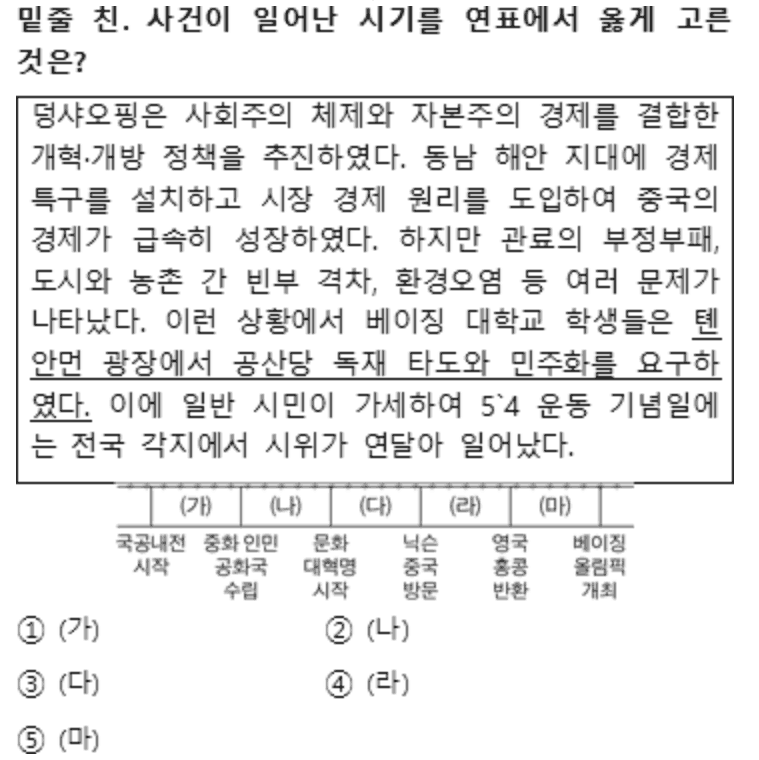 밑줄 친. 사건이 일어난 시기를 연표에서 옳게 고른
것은?
덩샤오핑은 사회주의 체제와 자본주의 경제를 결합한
개혁·개방 정책을 추진하였다. 동남 해안 지대에 경제
특구를 설치하고 시장 경제 원리를 도입하여 중국의
경제가 급속히 성장하였다. 하지만 관료의 부정부패,
도시와 농촌 간 빈부 격차, 환경오염 등 여러 문제가
나타났다. 이런 상황에서 베이징 대학교 학생들은 톈
안먼 광장에서 공산당 독재 타도와 민주화를 요구하
였다. 이에 일반 시민이 가세하여 5`4 운동 기념일에
는 전국 각지에서 시위가 연달아 일어났다.
(가) (나) (다) (라) (마)
국공내전 중화 인민 문화 닉슨 영국 베이징
시작 공화국 대혁명 중국 홍콩 올림픽
수립 시작 방문 반환 개최
① (가) ② (나)
③ (다) ④ (라)
⑤ (마)